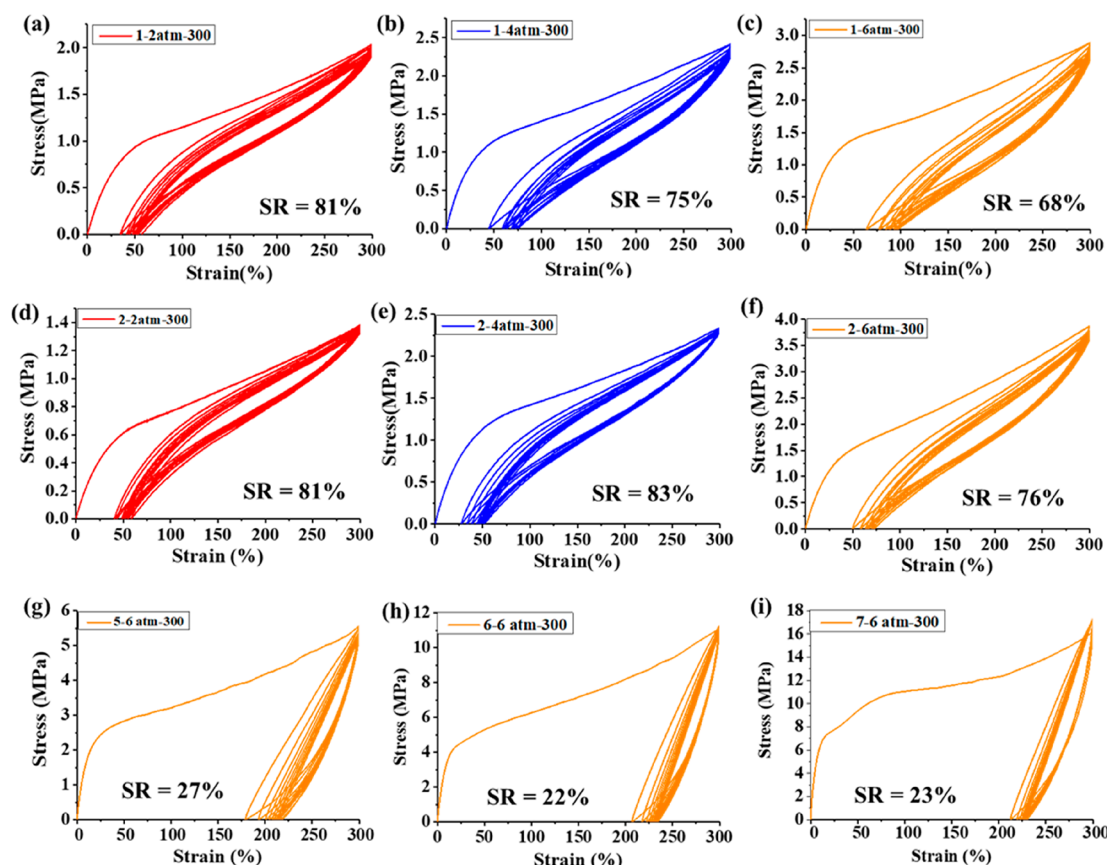 (a)
1-2atm-300
2.0
1.5
1.0
0.5
0.0
Stress(MPa)
SR = 81%
0 50 100 150 200 250 300
Strain(%)
(b)
1-4atm-300
2.5
2.0
1.5
1.0
0.5
0.0
Stress (MPa)
SR = 75%
0 50 100 150 200 250 300
Strain(%)
(c)
1-6atm-300
3.0
2.5
2.0
1.5
1.0
0.5
0.0
Stress (MPa)
SR = 68%
0 50 100 150 200 250 300
Strain(%)
(d)
2-2atm-300
1.4
1.2
1.0
0.8
0.6
0.4
0.2
0.0
Stress (MPa)
SR = 81%
0 50 100 150 200 250 300
Strain (%)
(e)
2-4atm-300
2.5
2.0
1.5
1.0
0.5
0.0
Stress(MPa)
SR = 83%
0 50 100 150 200 250 300
Strain (%)
(f)
2-6atm-300
4.0
3.5
3.0
2.5
2.0
1.5
1.0
0.5
0.0
Stress (MPa)
SR = 76%
0 50 100 150 200 250 300
Strain (%)
(g)
5-6 atm-300
6
5
4
3
2
1
0
Stress (MPa)
SR = 27%
0 50 100 150 200 250 300
Strain (%)
(h)
6-6 atm-300
12
10
8
6
4
2
0
Stress (MPa)
SR = 22%
0 50 100 150 200 250 300
Strain (%)
(i)
7-6 atm-300
18
16
14
12
10
8
6
4
2
0
Stress (MPa)
SR = 23%
0 50 100 150 200 250 300
Strain (%)